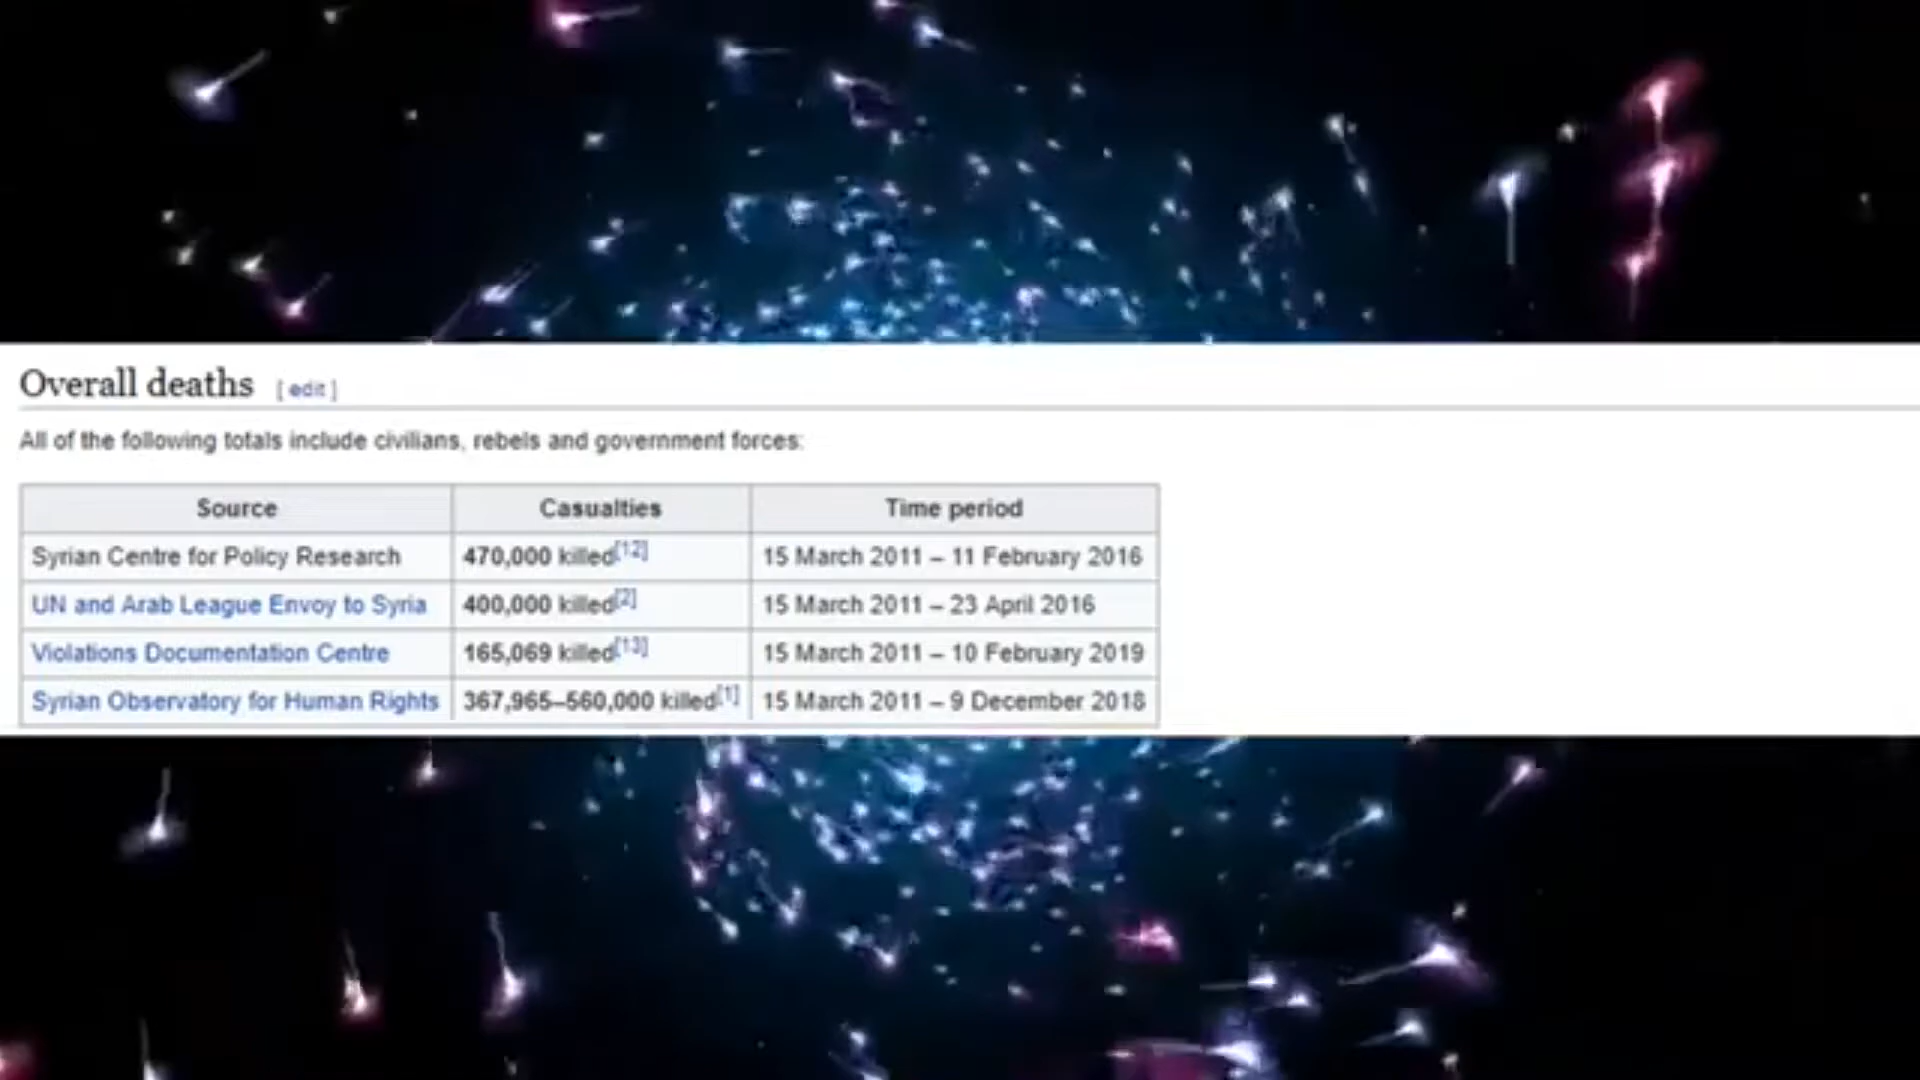 Overall deaths [ edit ]
All of the following totals include civilians, rebels and government forces:
Source Casualties Time period
Syrian Centre for Policy Research 470,000 killed[12] 15 March 2011 – 11 February 2016
UN and Arab League Envoy to Syria 400,000 killed[2] 15 March 2011 – 23 April 2016
Violations Documentation Centre 165,069 killed[13] 15 March 2011 – 10 February 2019
Syrian Observatory for Human Rights 367,965–560,000 killed[1] 15 March 2011 – 9 December 2018